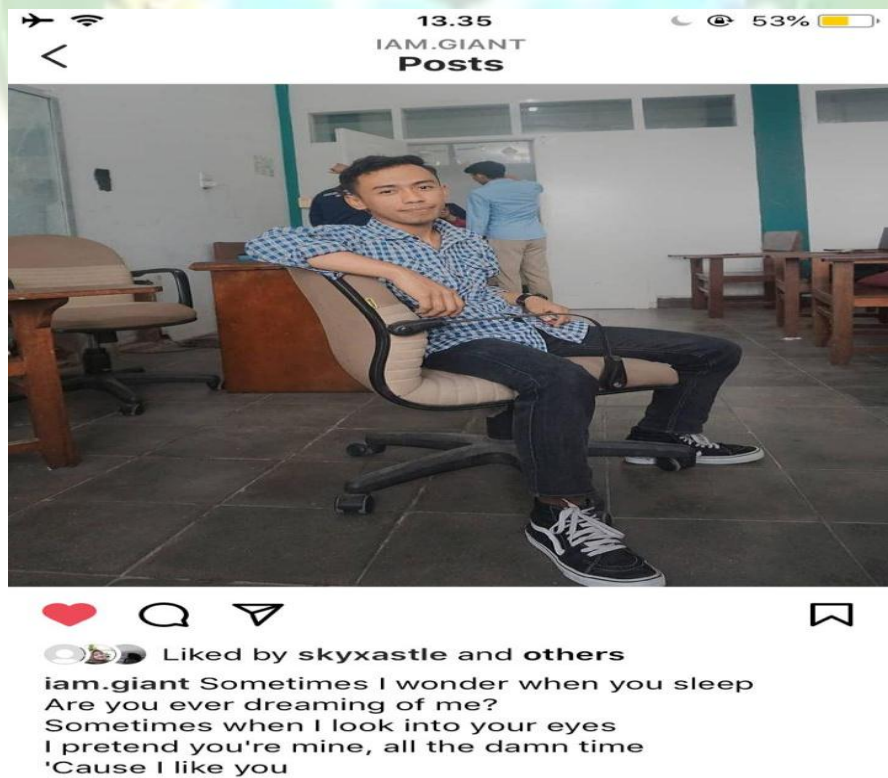 13.35
53%
IAM.GIANT
Posts
Liked by skyxastle and others
iam.giant Sometimes I wonder when you sleep
Are you ever dreaming of me?
Sometimes when I look into your eyes
I pretend you're mine, all the damn time
'Cause I like you